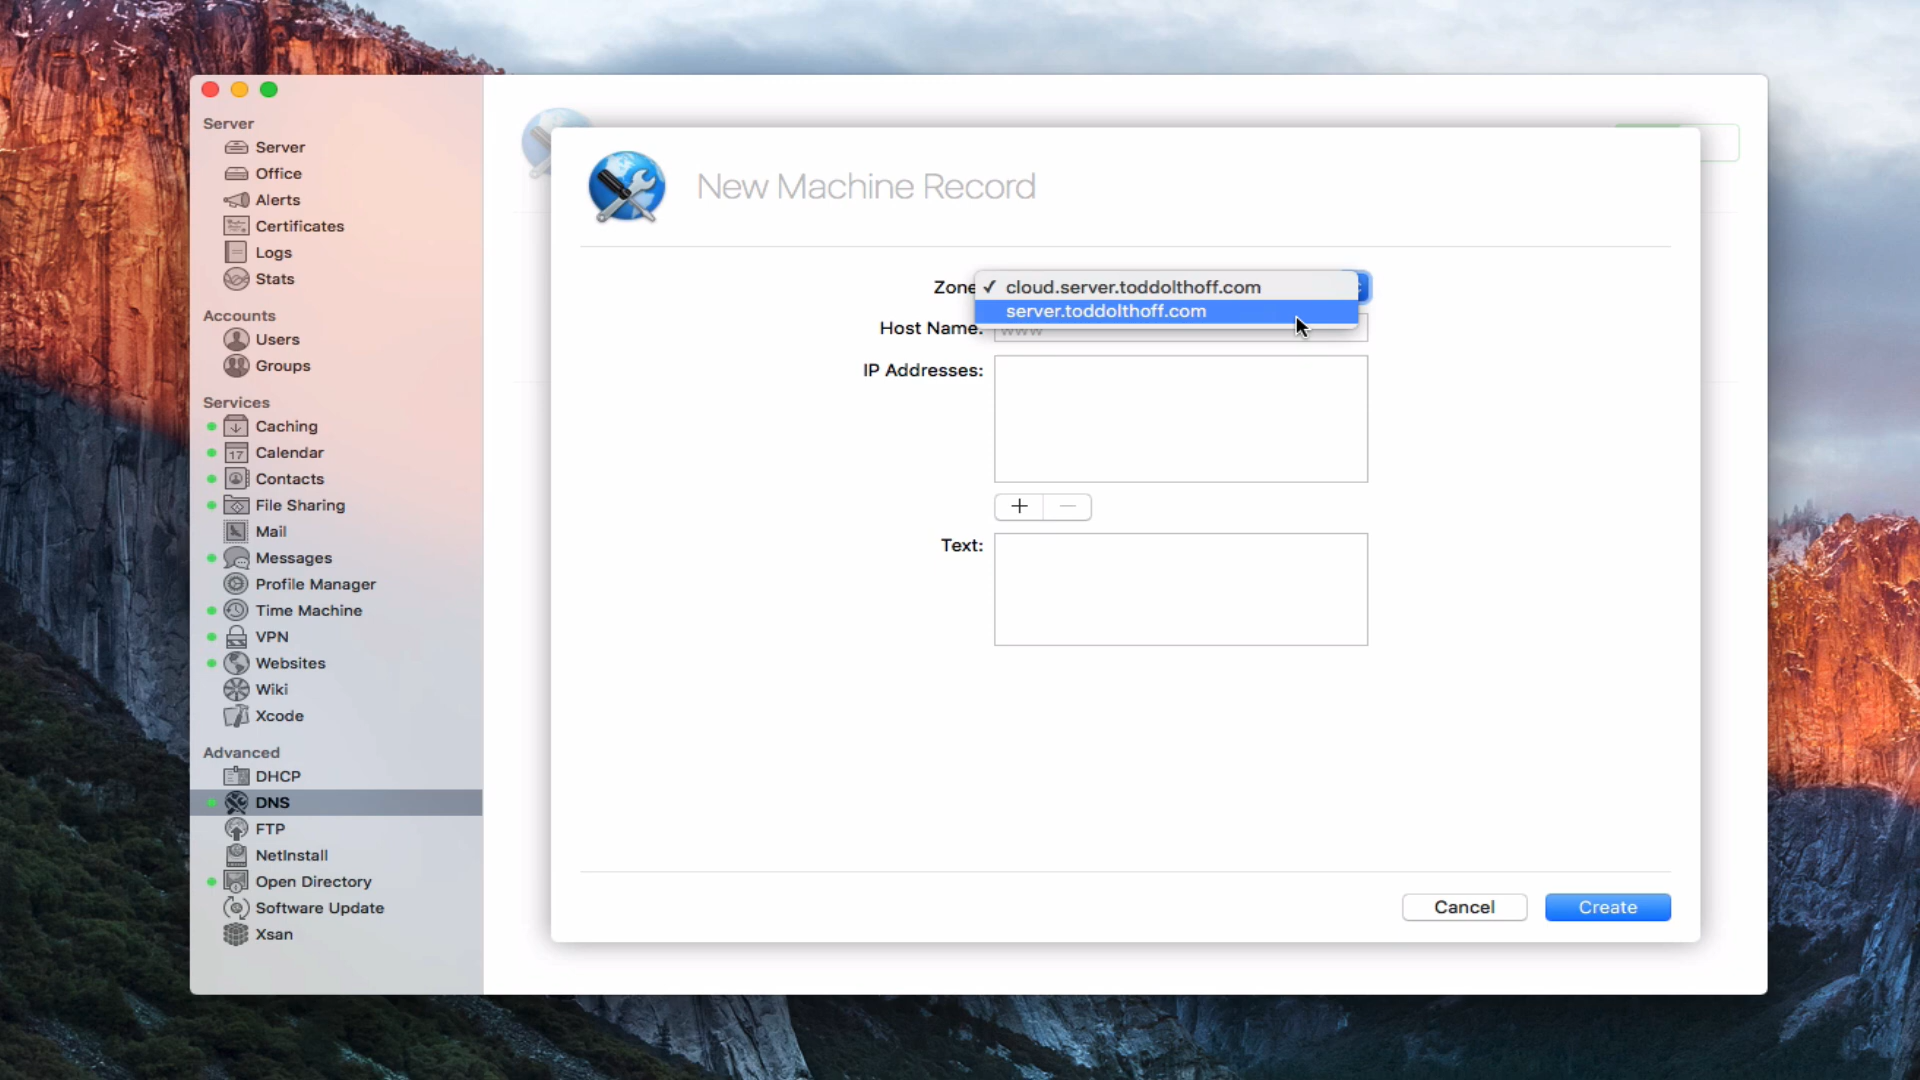 Server
Server
Office
Alerts
Certificates
Logs
Stats
Accounts
Users
Groups
Services
Caching
17 Calendar
Contacts
File Sharing
Mail
Messages
Profile Manager
Time Machine
VPN
Websites
Wiki
Xcode
Advanced
DHCP
DNS
FTP
NetInstall
Open Directory
Software Update
Xsan
New Machine Record
Zone ✓ cloud.server.toddolthoff.com
server.toddolthoff.com
Host Name: www
IP Addresses:
+ −
Text:
Cancel Create